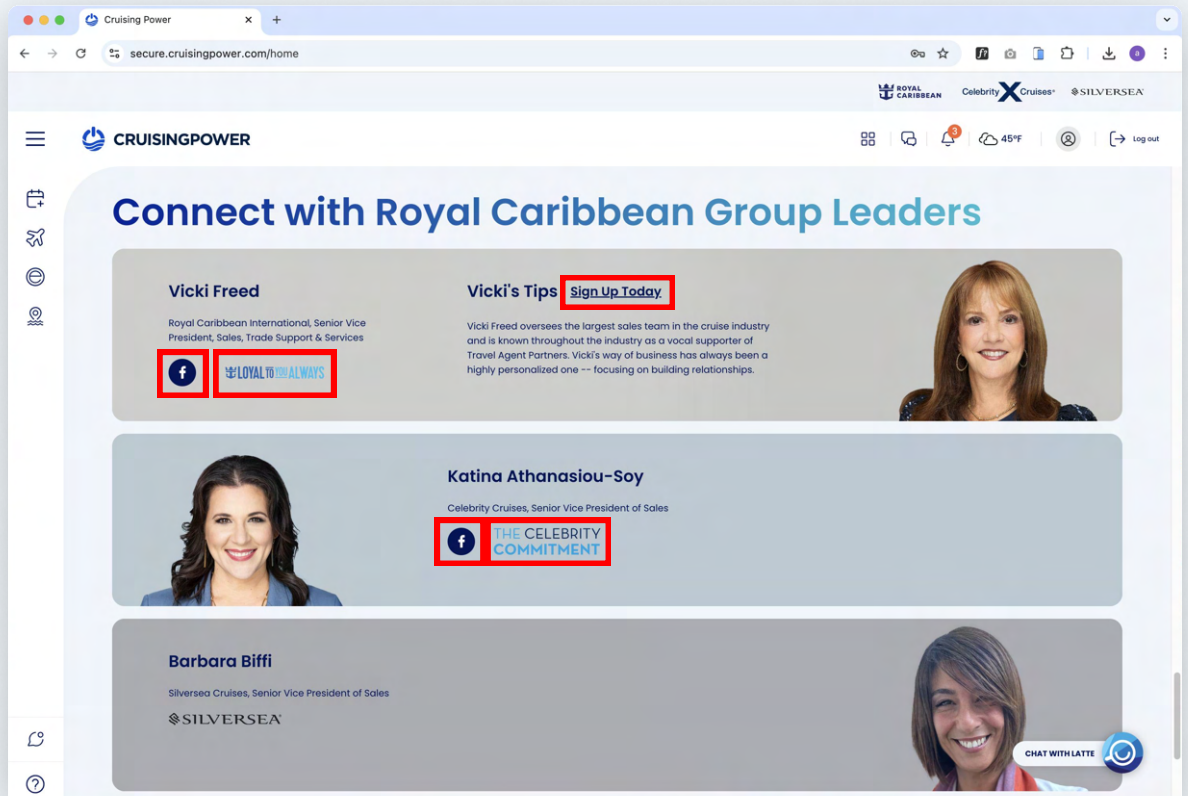 Cruising Power
secure.cruisingpower.com/home
a
ROYAL
CARIBBEAN
Celebrity X Cruises®
SILVERSEA
CRUISINGPOWER
3
45°F
Log out
Connect with Royal Caribbean Group Leaders
Vicki Freed
Royal Caribbean International, Senior Vice
President, Sales, Trade Support & Services
f
LOYAL TO YOU ALWAYS
Vicki's Tips Sign Up Today
Vicki Freed oversees the largest sales team in the cruise industry
and is known throughout the industry as a vocal supporter of
Travel Agent Partners. Vicki's way of business has always been a
highly personalized one -- focusing on building relationships.
Katina Athanasiou-Soy
Celebrity Cruises, Senior Vice President of Sales
f
THE CELEBRITY
COMMITMENT
Barbara Biffi
Silversea Cruises, Senior Vice President of Sales
SILVERSEA
CHAT WITH LATTE